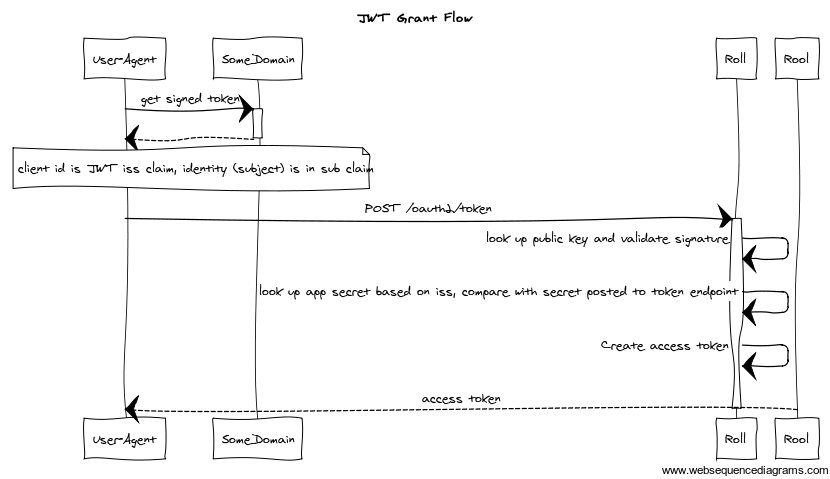 JWT Grant Flow
User-Agent
SomeDomain
Roll
Rool
get signed token
client id is JWT iss claim, identity (subject) is in sub claim
POST /oauth2/token
look up public key and validate signature
look up app secret based on iss, compare with secret posted to token endpoint
Create access token
access token
User-Agent
SomeDomain
Roll
Rool
www.websequencediagrams.com